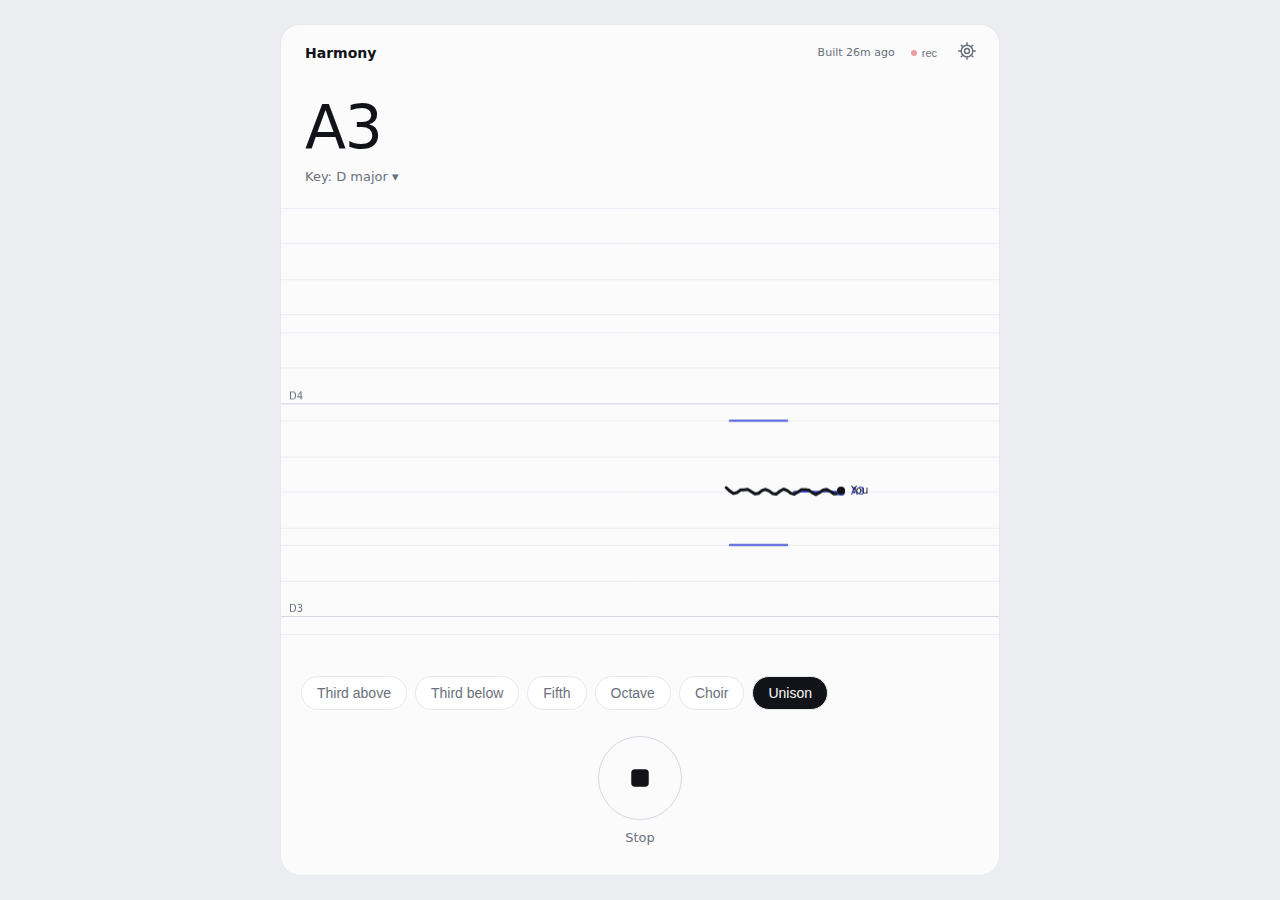 Harmony
Built 26m ago
rec
A3
Key: D major ▾
D4
D3
Third above
Third below
Fifth
Octave
Choir
Unison
Stop